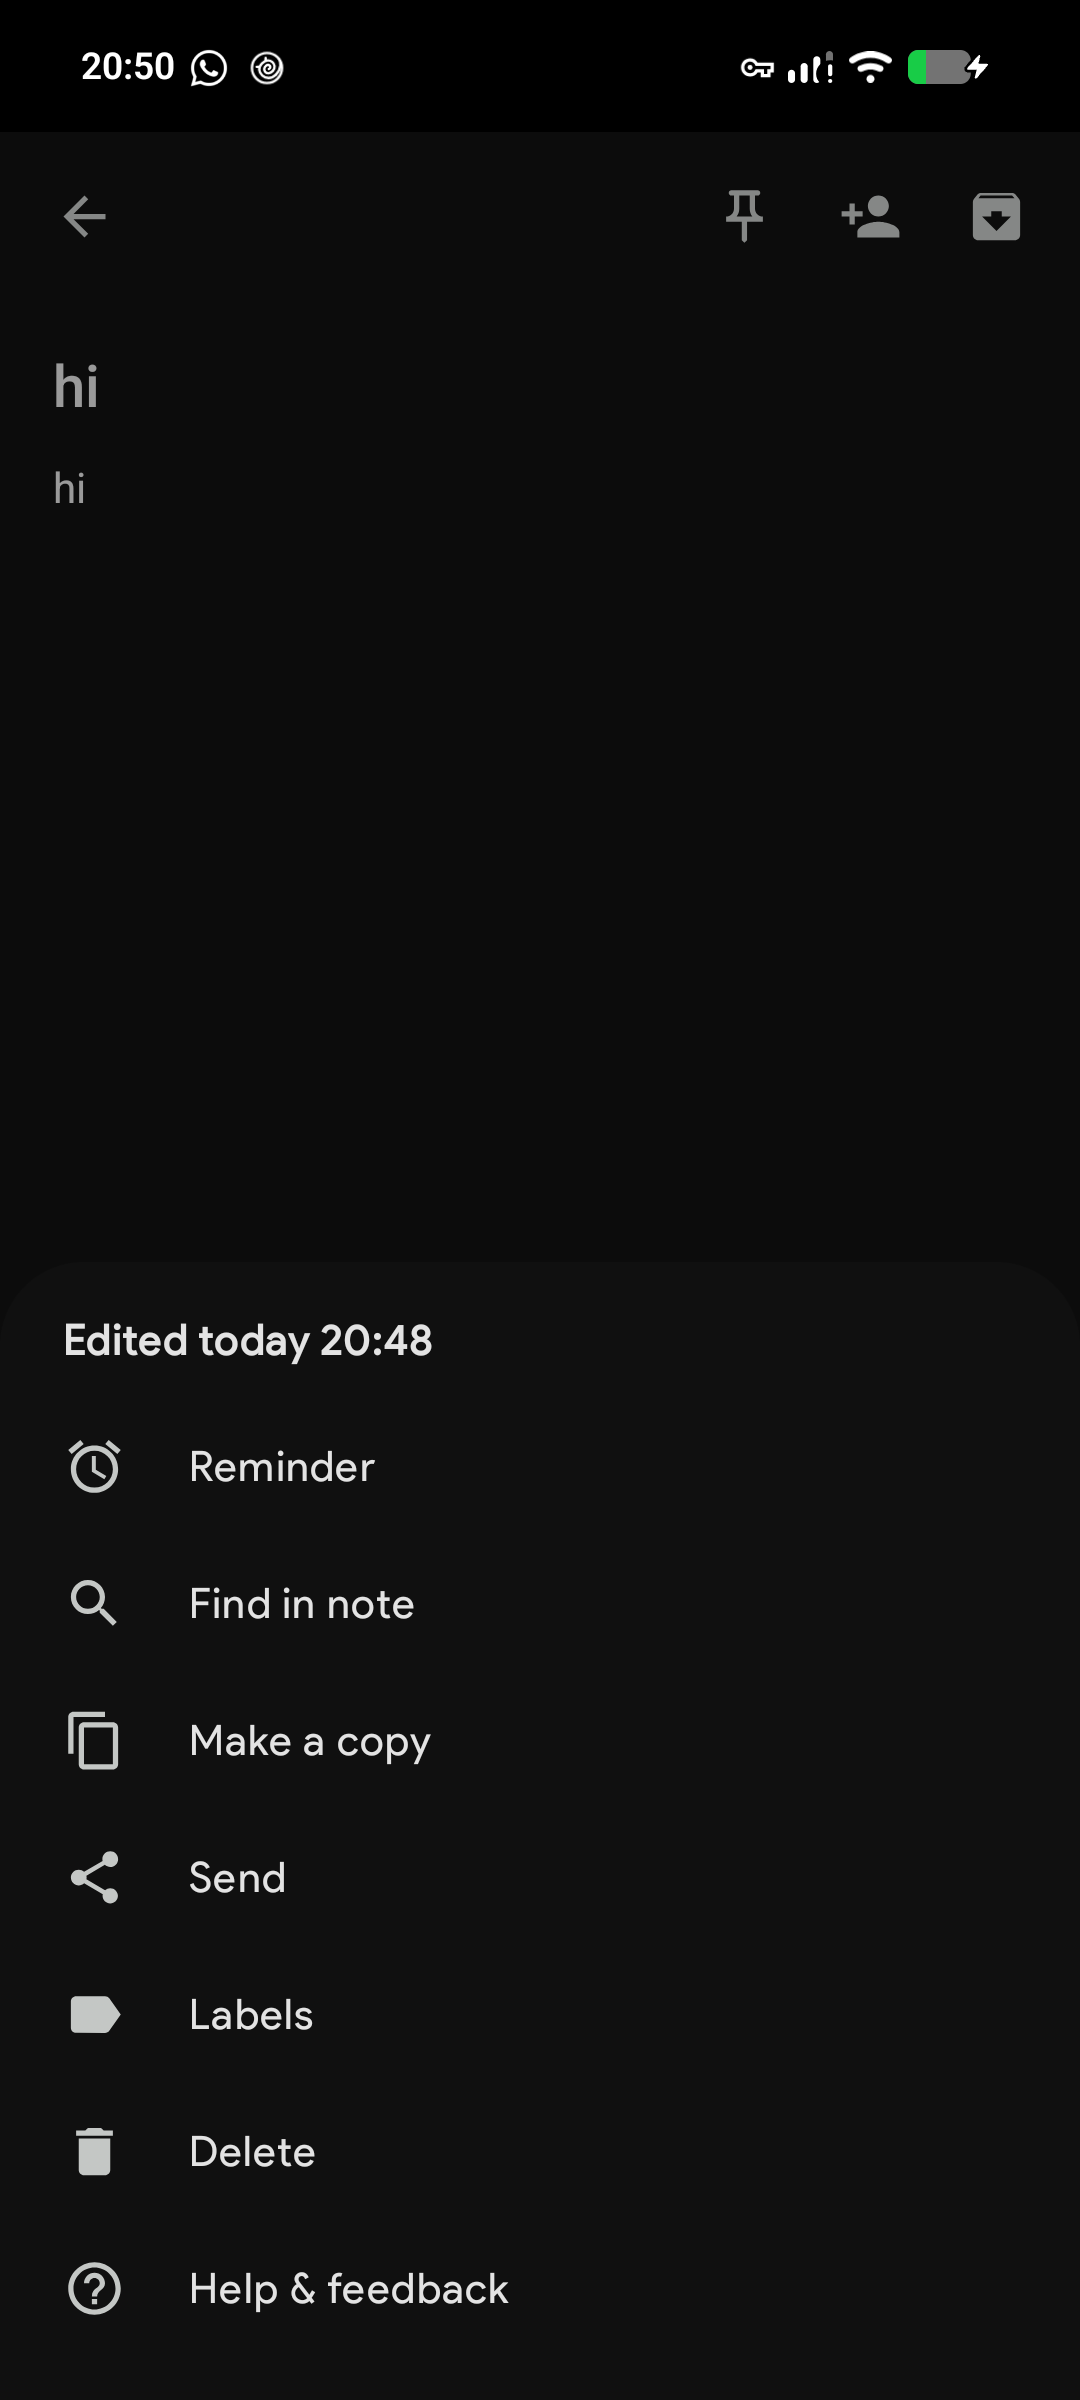 20:50
hi
hi
Edited today 20:48
Reminder
Find in note
Make a copy
Send
Labels
Delete
Help & feedback